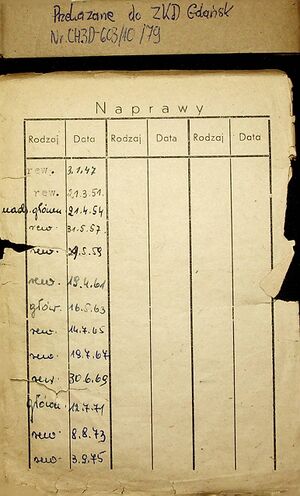 Przekazane do ZKD Gdańsk
Nr. CH3D-603/10/79
Naprawy
Rodzaj Data Rodzaj Data Rodzaj Data
rew. 3.1.47
rew. 21.3.51.
nadz. główn 21.4.54
rew. 31.5.57.
rew. 29.5.59
rew. 19.4.61
głów. 16.5.63
rew. 14.7.65
rew. 19.7.67
rew. 30.6.69
główn. 12.7.71
rew 8.8.73
rew 3.9.75